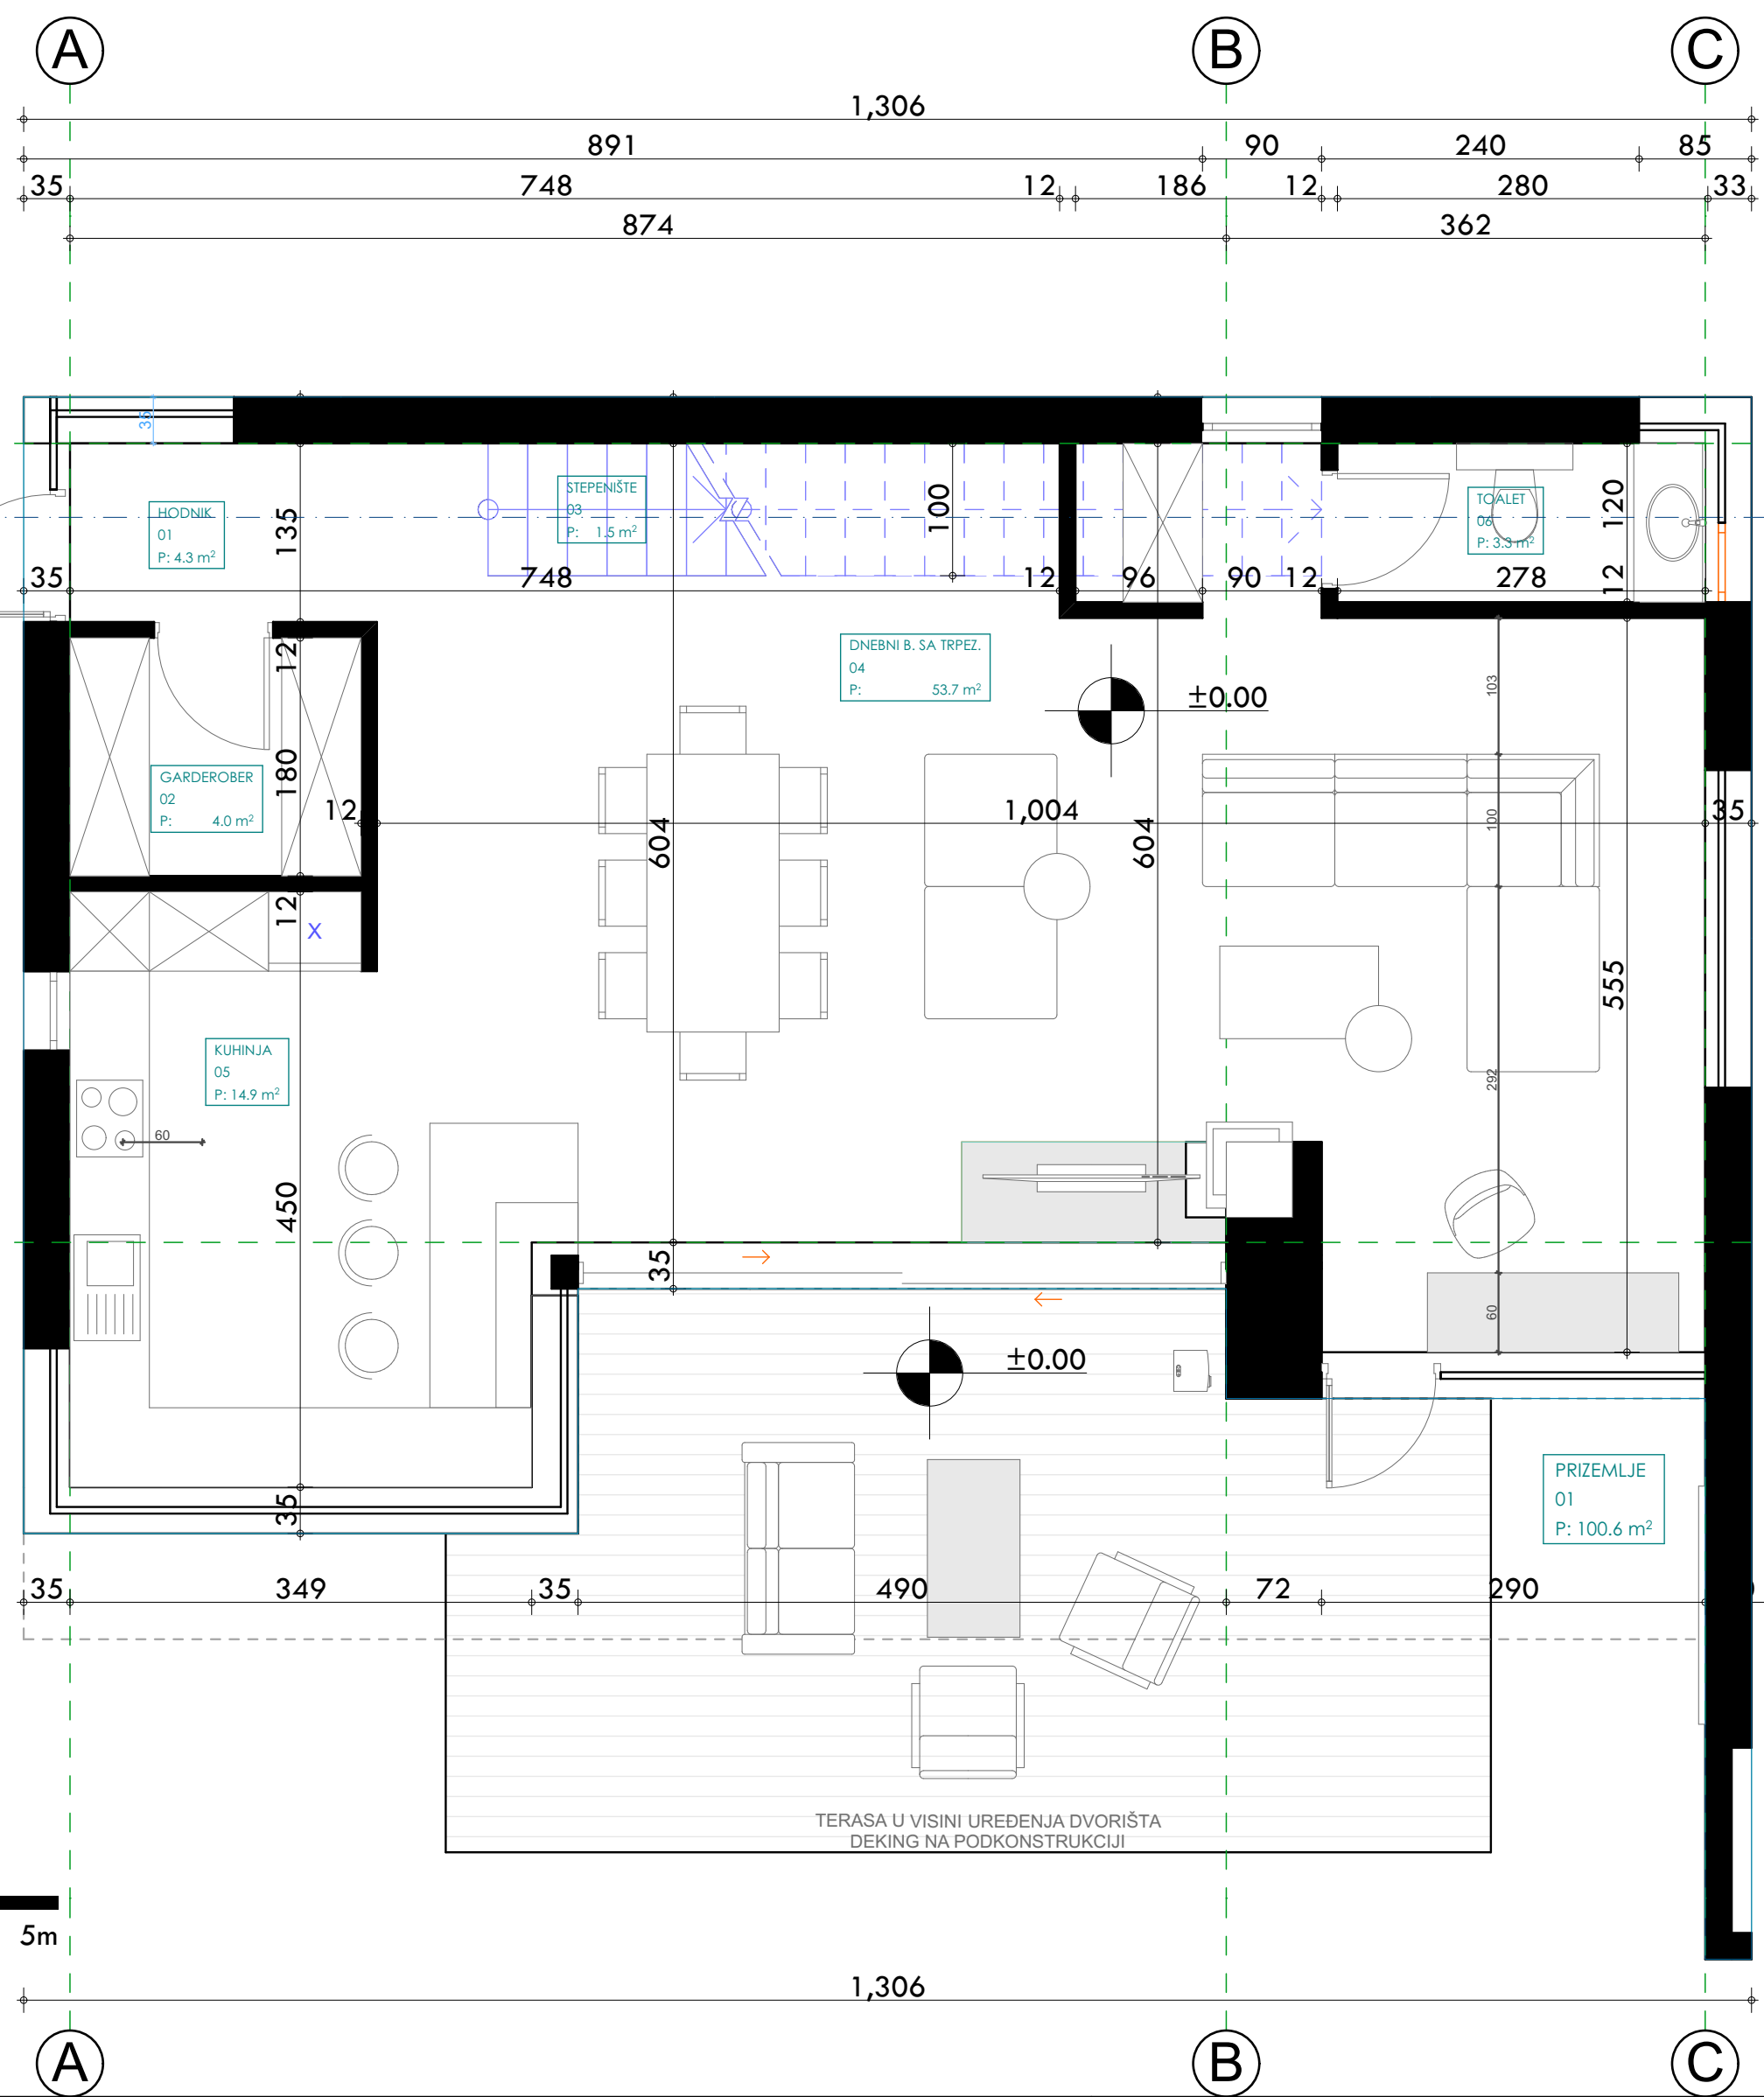 A B C
1,306
891 90 240 85
35 748 12 186 12 280 33
874 362
35
HODNIK
01
P: 4.3 m²
135
STEPENIŠTE
03
P: 1.5 m²
100
TOALET
06
P: 3.3 m²
120
35 748 12 96 90 12 278
12
12
DNEBNI B. SA TRPEZ.
04
P: 53.7 m²
±0.00
103
GARDEROBER
02
P: 4.0 m²
180
12 1,004 35
604
604
100
12
X
555
KUHINJA
05
P: 14.9 m²
292
60
450
35
60
±0.00
PRIZEMLJE
01
P: 100.6 m²
35
35 349 35 490 72 290
TERASA U VISINI UREĐENJA DVORIŠTA
DEKING NA PODKONSTRUKCIJI
5m
1,306
A B C